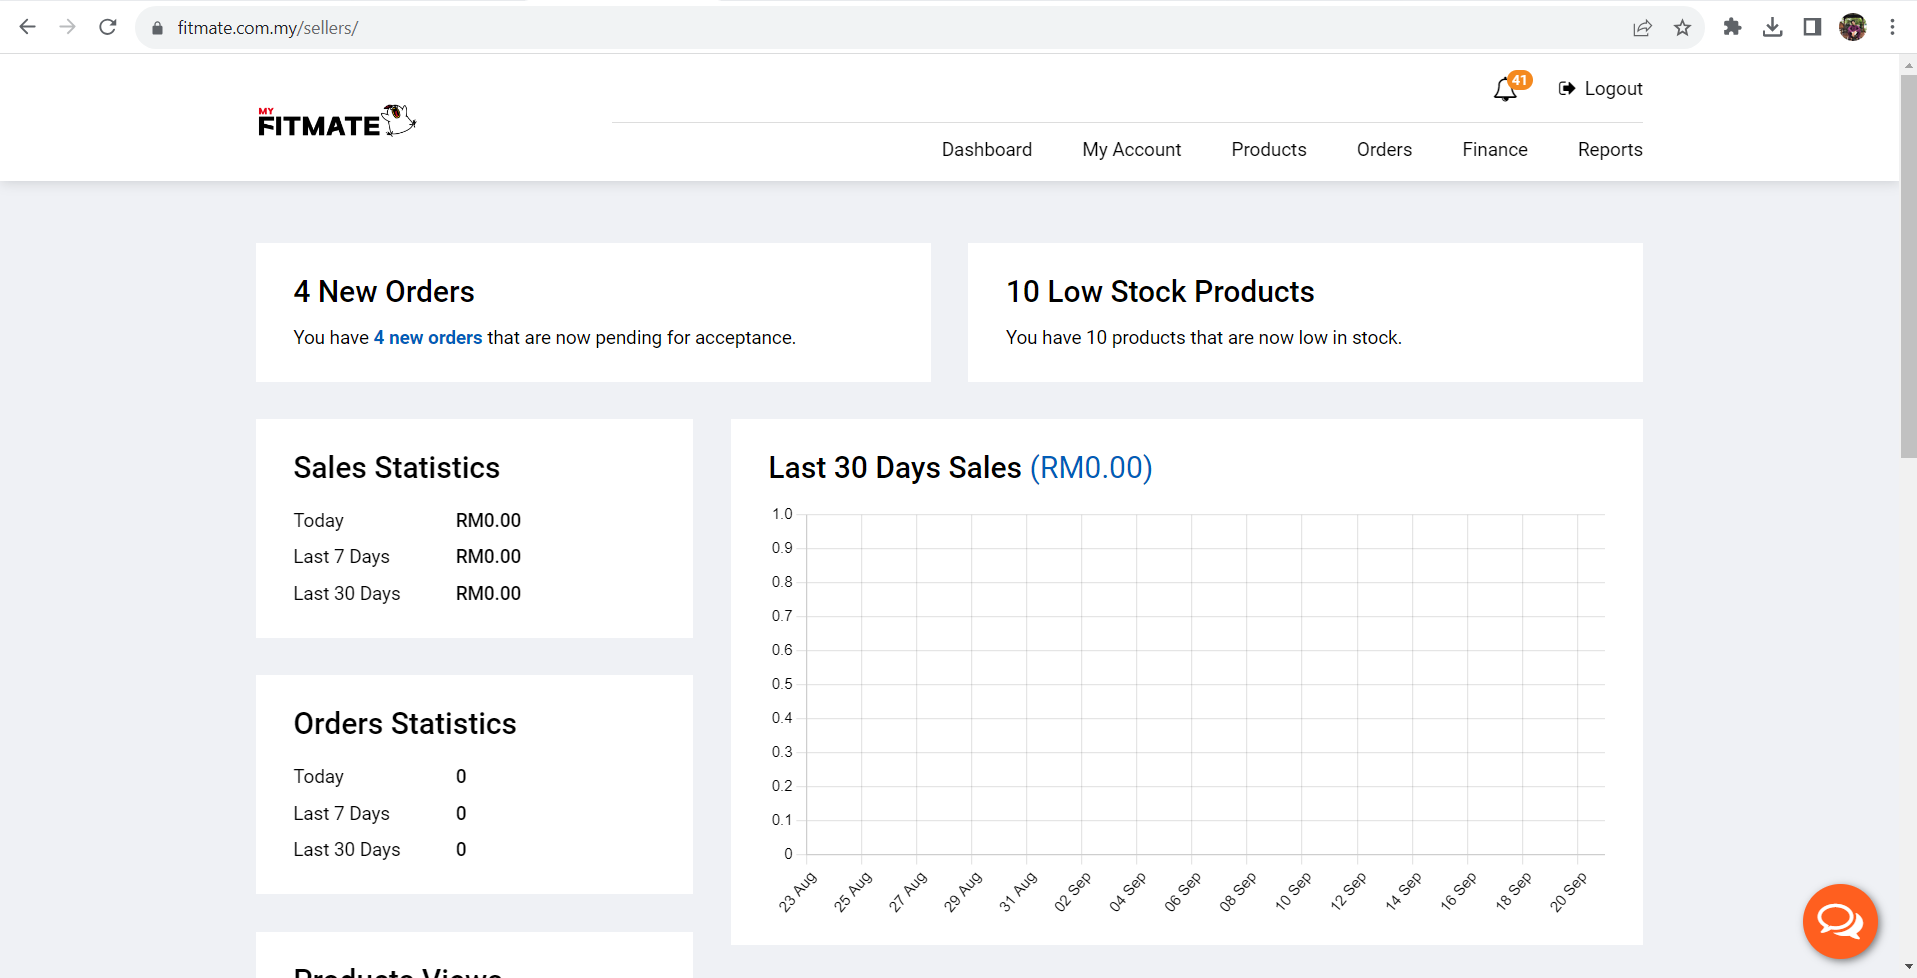 fitmate.com.my/sellers/
41
Logout
MY
FITMATE
Dashboard
My Account
Products
Orders
Finance
Reports
4 New Orders
You have 4 new orders that are now pending for acceptance.
10 Low Stock Products
You have 10 products that are now low in stock.
Sales Statistics
Today RM0.00
Last 7 Days RM0.00
Last 30 Days RM0.00
Orders Statistics
Today 0
Last 7 Days 0
Last 30 Days 0
Products Views
Last 30 Days Sales (RM0.00)
1.0
0.9
0.8
0.7
0.6
0.5
0.4
0.3
0.2
0.1
0
23 Aug
25 Aug
27 Aug
29 Aug
31 Aug
02 Sep
04 Sep
06 Sep
08 Sep
10 Sep
12 Sep
14 Sep
16 Sep
18 Sep
20 Sep